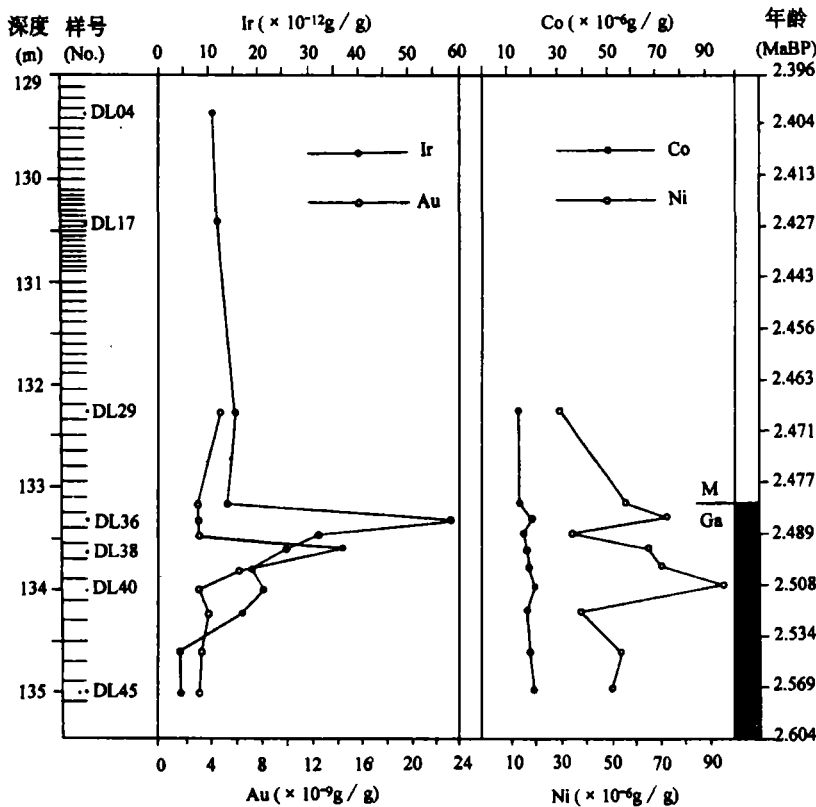 深度 样号 Ir ( × 10⁻¹²g / g) Co ( × 10⁻⁶g / g) 年龄
(m) (No.) 0 10 20 30 40 50 60 10 30 50 70 90 (MaBP)
129 2.396
DL04 2.404
Ir Co
130 2.413
Au Ni
DL17 2.427
131 2.443
2.456
132 2.463
DL29 2.471
133 2.477
M
DL36 Ga 2.489
DL38
134 DL40 2.508
2.534
135 DL45 2.569
2.604
0 4 8 12 16 20 24 10 30 50 70 90
Au ( × 10⁻⁹g / g) Ni ( × 10⁻⁶g / g)